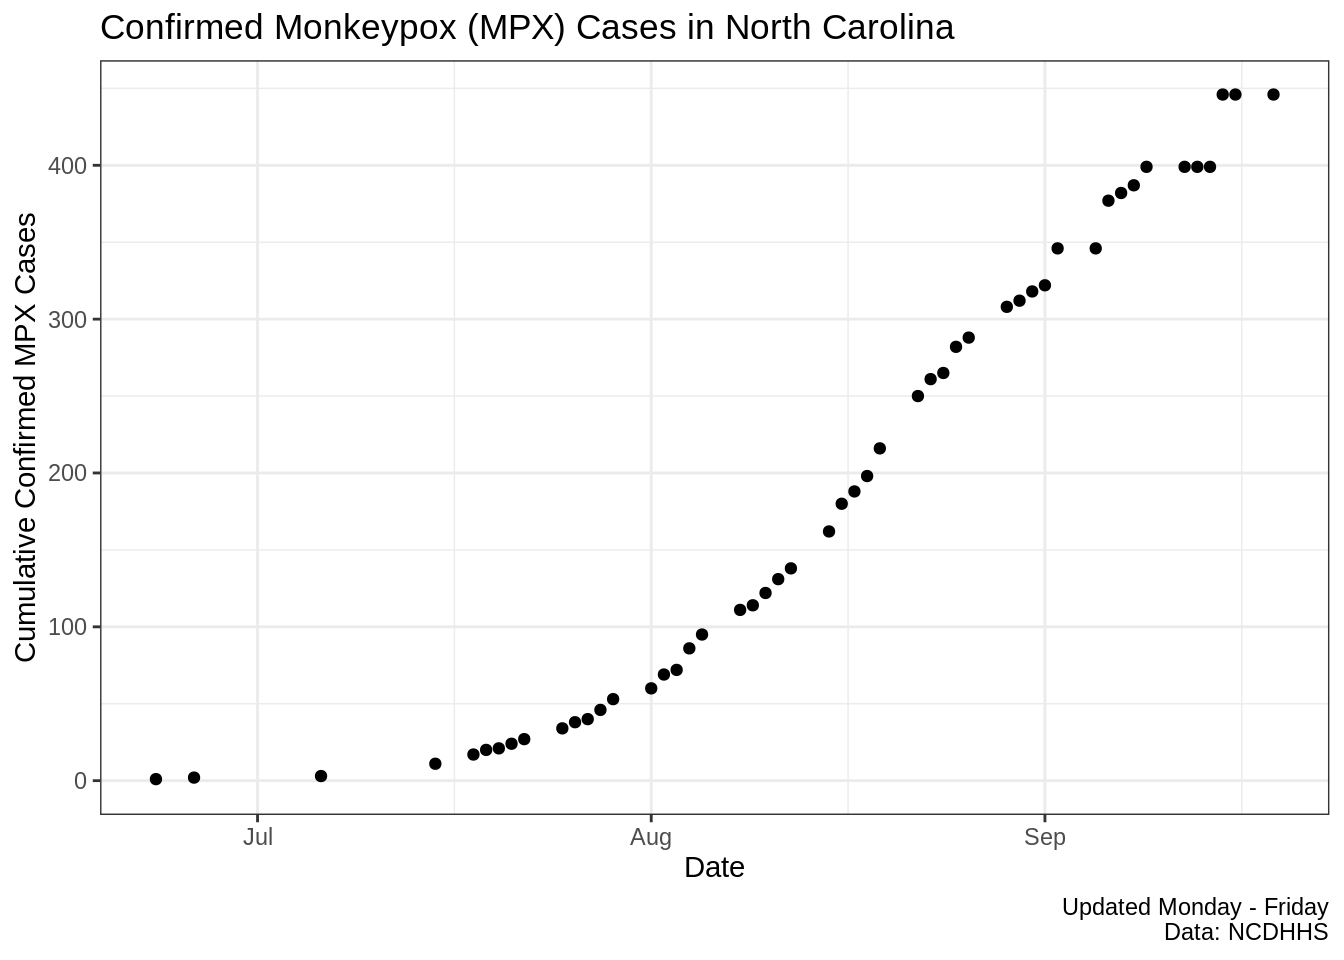 Confirmed Monkeypox (MPX) Cases in North Carolina
Cumulative Confirmed MPX Cases
400
300
200
100
0
Jul
Aug
Sep
Date
Updated Monday - Friday
Data: NCDHHS